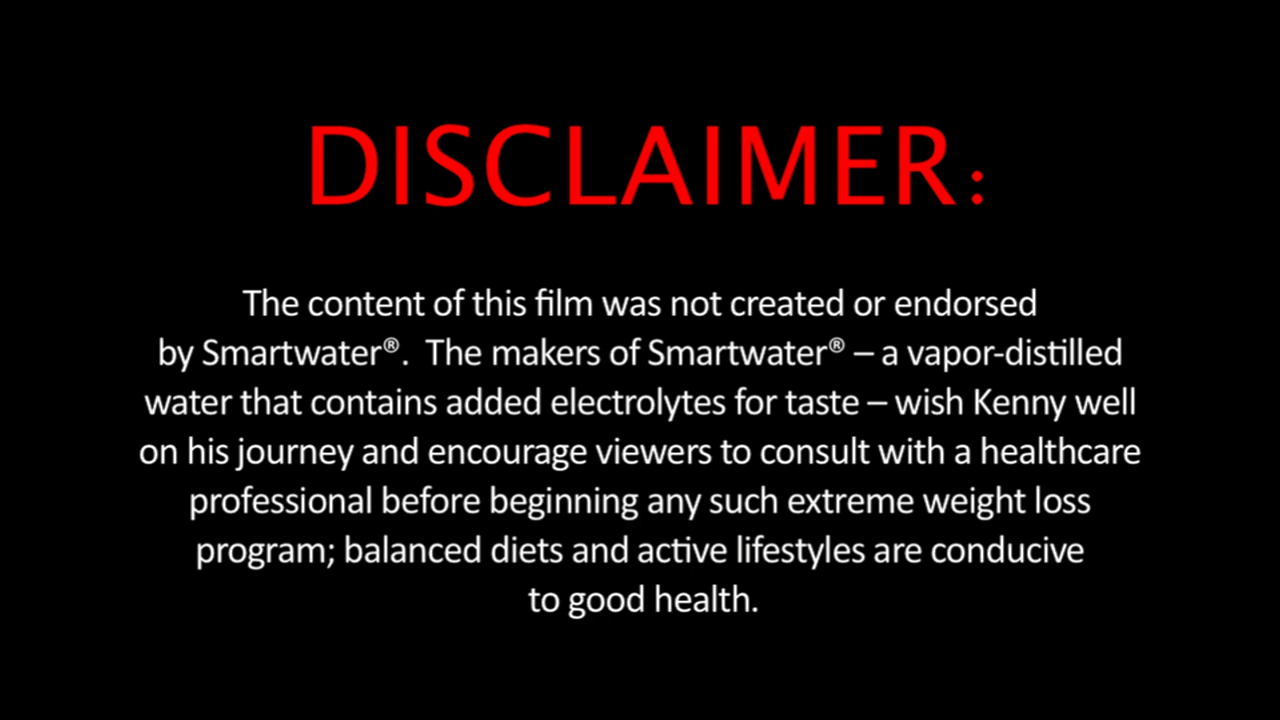 DISCLAIMER:
The content of this film was not created or endorsed
by Smartwater®.  The makers of Smartwater® – a vapor-distilled
water that contains added electrolytes for taste – wish Kenny well
on his journey and encourage viewers to consult with a healthcare
professional before beginning any such extreme weight loss
program; balanced diets and active lifestyles are conducive
to good health.